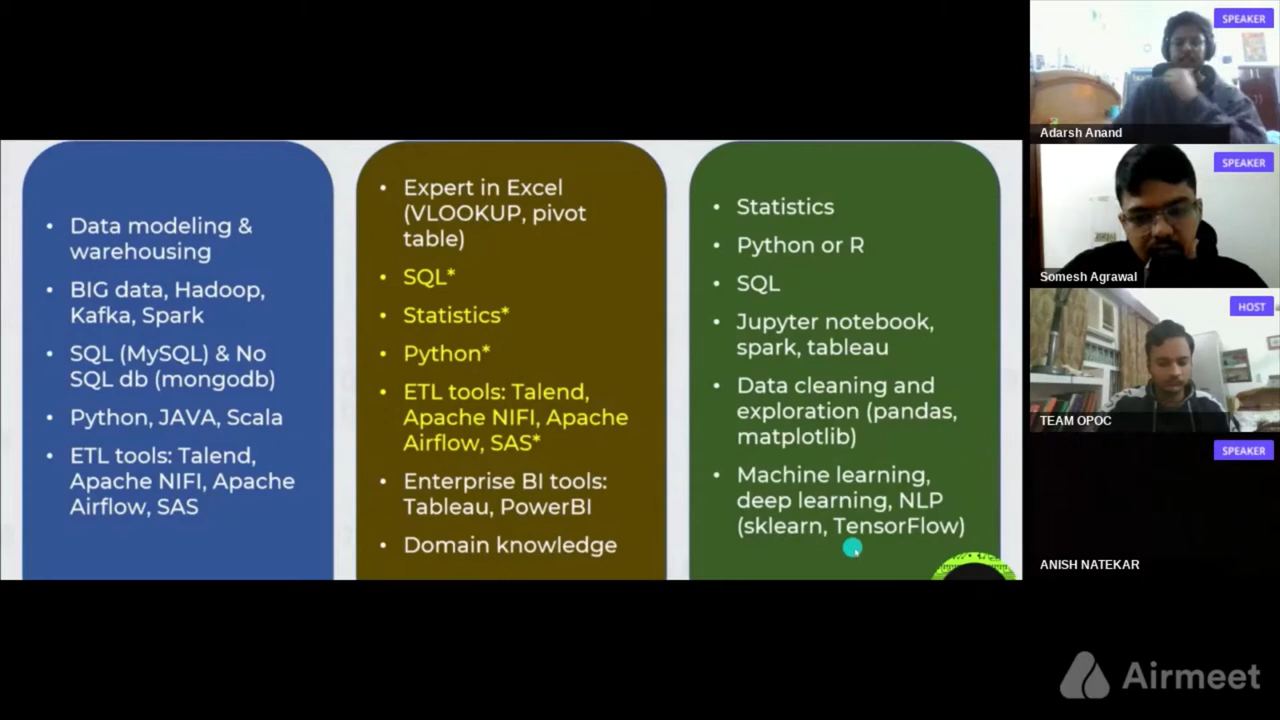 • Data modeling &
warehousing
• BIG data, Hadoop,
Kafka, Spark
• SQL (MySQL) & No
SQL db (mongodb)
• Python, JAVA, Scala
• ETL tools: Talend,
Apache NIFI, Apache
Airflow, SAS
• Expert in Excel
(VLOOKUP, pivot
table)
• SQL*
• Statistics*
• Python*
• ETL tools: Talend,
Apache NIFI, Apache
Airflow, SAS*
• Enterprise BI tools:
Tableau, PowerBI
• Domain knowledge
• Statistics
• Python or R
• SQL
• Jupyter notebook,
spark, tableau
• Data cleaning and
exploration (pandas,
matplotlib)
• Machine learning,
deep learning, NLP
(sklearn, TensorFlow)
SPEAKER
Adarsh Anand
SPEAKER
Somesh Agrawal
HOST
TEAM OPOC
SPEAKER
ANISH NATEKAR
Airmeet